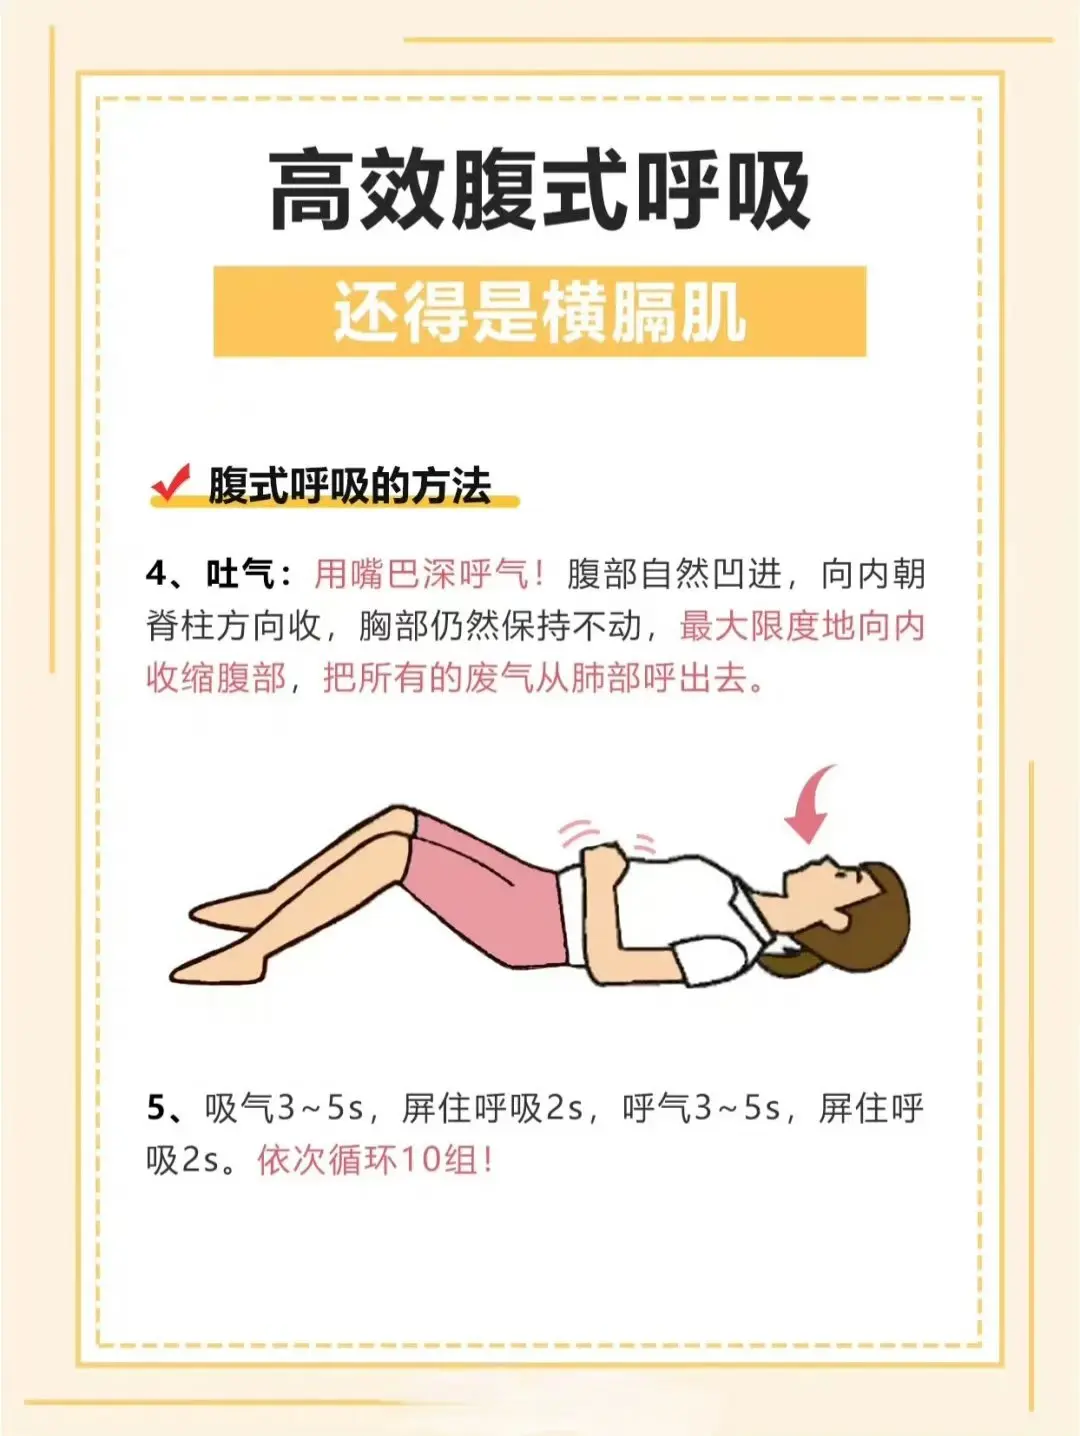 高效腹式呼吸
还得是横膈肌
腹式呼吸的方法
4、吐气：用嘴巴深呼气！腹部自然凹进，向内朝
脊柱方向收，胸部仍然保持不动，最大限度地向内
收缩腹部，把所有的废气从肺部呼出去。
5、吸气3~5s，屏住呼吸2s，呼气3~5s，屏住呼
吸2s。依次循环10组！